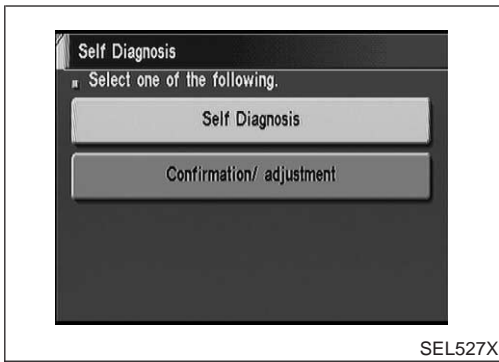 Self Diagnosis
Select one of the following.
Self Diagnosis
Confirmation/ adjustment
SEL527X